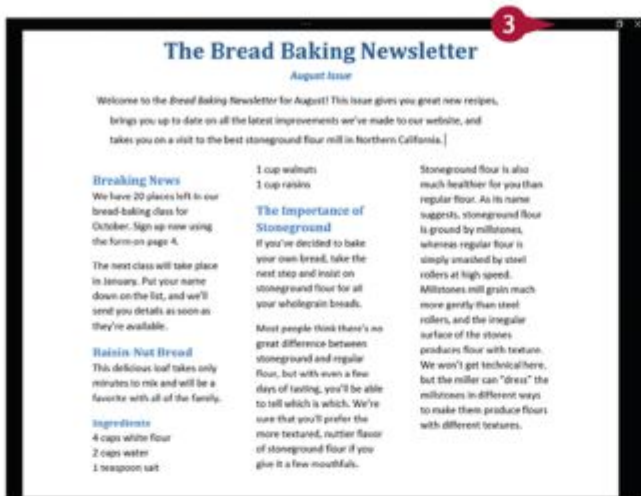 3
The Bread Baking Newsletter
August Issue
Welcome to the Bread Baking Newsletter for August! This issue gives you great new recipes,
brings you up to date on all the latest improvements we've made to our website, and
takes you on a visit to the best stoneground flour mill in Northern California.
Breaking News
We have 20 places left in our
bread-baking class for
October. Sign up now using
the form on page 4.
The next class will take place
in January. Put your name
down on the list, and we'll
send you details as soon as
they're available.
Raisin-Nut Bread
This delicious loaf takes only
minutes to mix and will be a
favorite with all of the family.
Ingredients
4 cups white flour
2 cups water
1 teaspoon salt
1 cup walnuts
1 cup raisins
The Importance of
Stoneground
If you've decided to bake
your own bread, take the
next step and insist on
stoneground flour for all
your wholegrain breads.
Most people think there's no
great difference between
stoneground and regular
flour, but with even a few
days of tasting, you'll be able
to tell which is which. We're
sure that you'll prefer the
more textured, nuttier flavor
of stoneground flour if you
give it a few mouthfuls.
Stoneground flour is also
much healthier for you than
regular flour. As its name
suggests, stoneground flour
is ground by millstones,
whereas regular flour is
simply smashed by steel
rollers at high speed.
Millstones mill grain much
more gently than steel
rollers, and the irregular
surface of the stones
produces flour with texture.
We won't get technical here,
but the miller can "dress" the
millstones in different ways
to make them produce flours
with different textures.